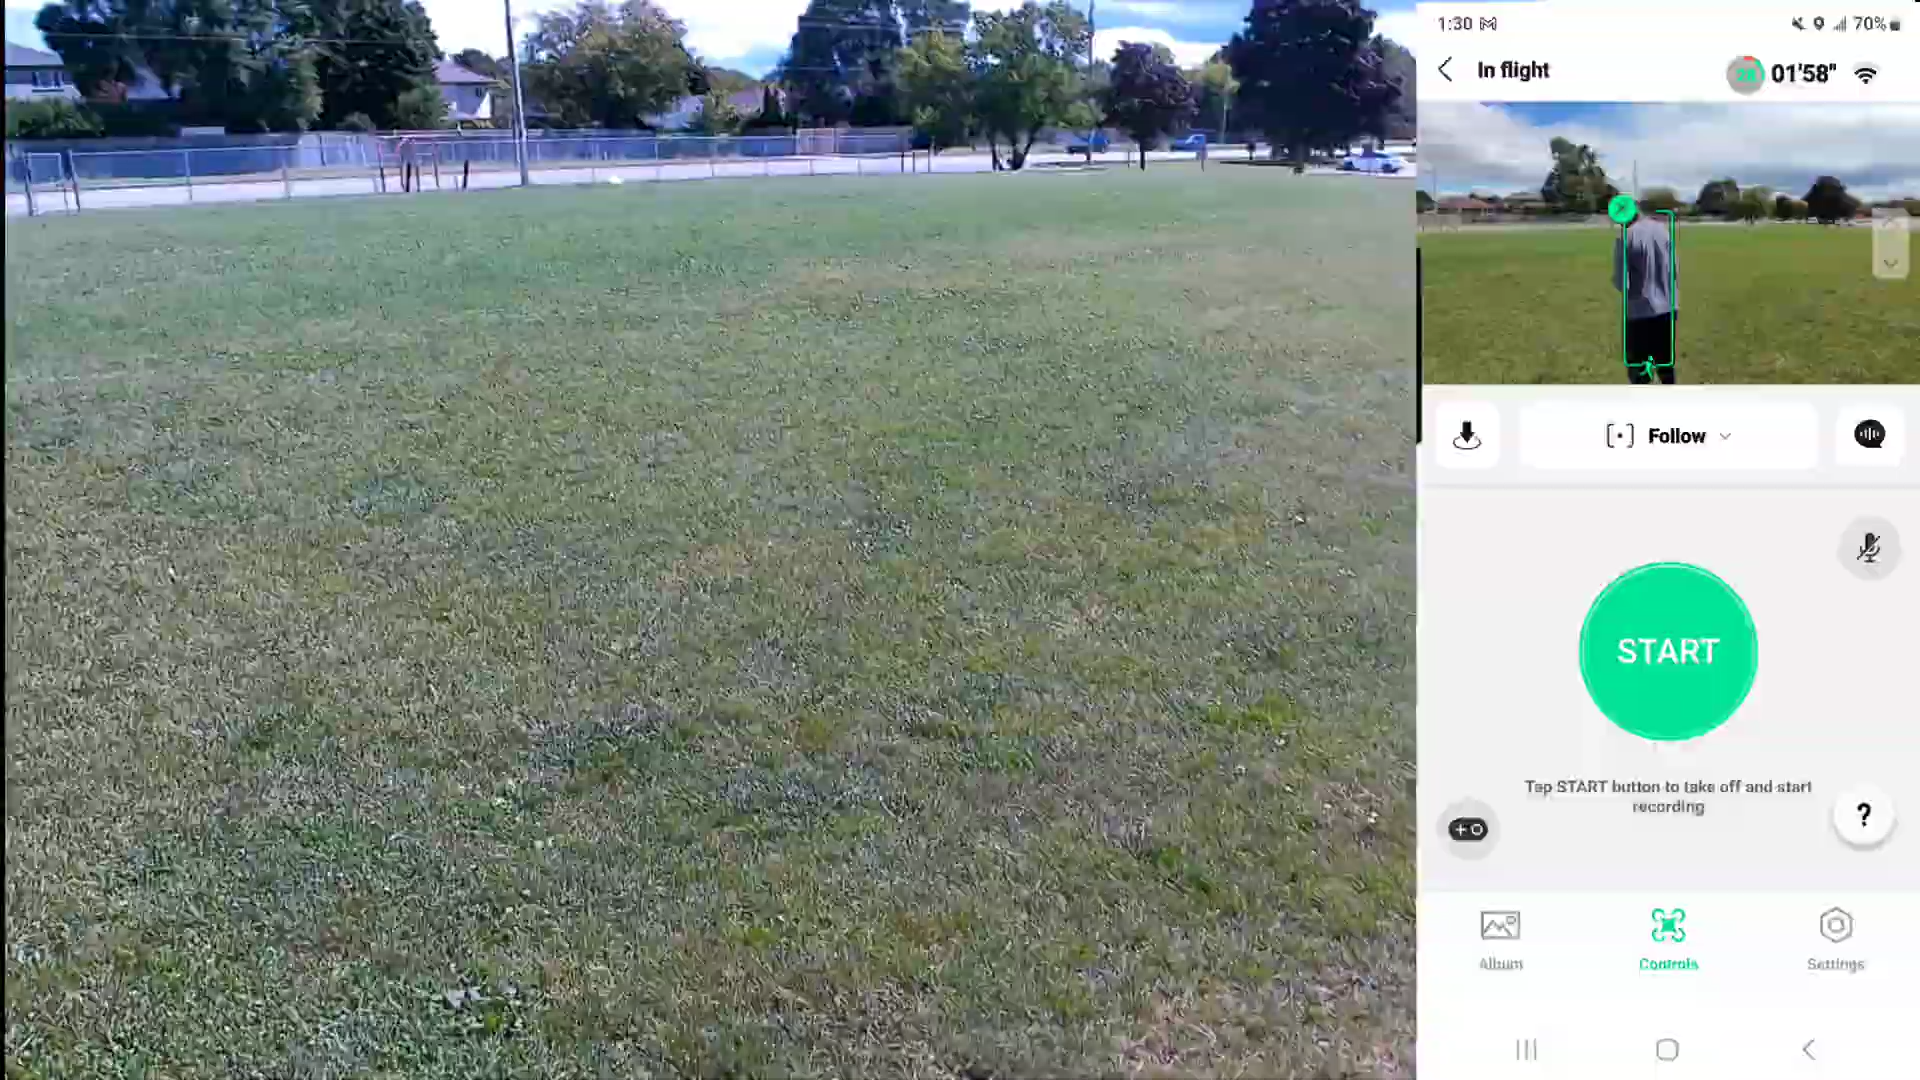 1:30 70%
In flight 01'58"
Follow
START
Tap START button to take off and start
recording
?
Album Controls Settings